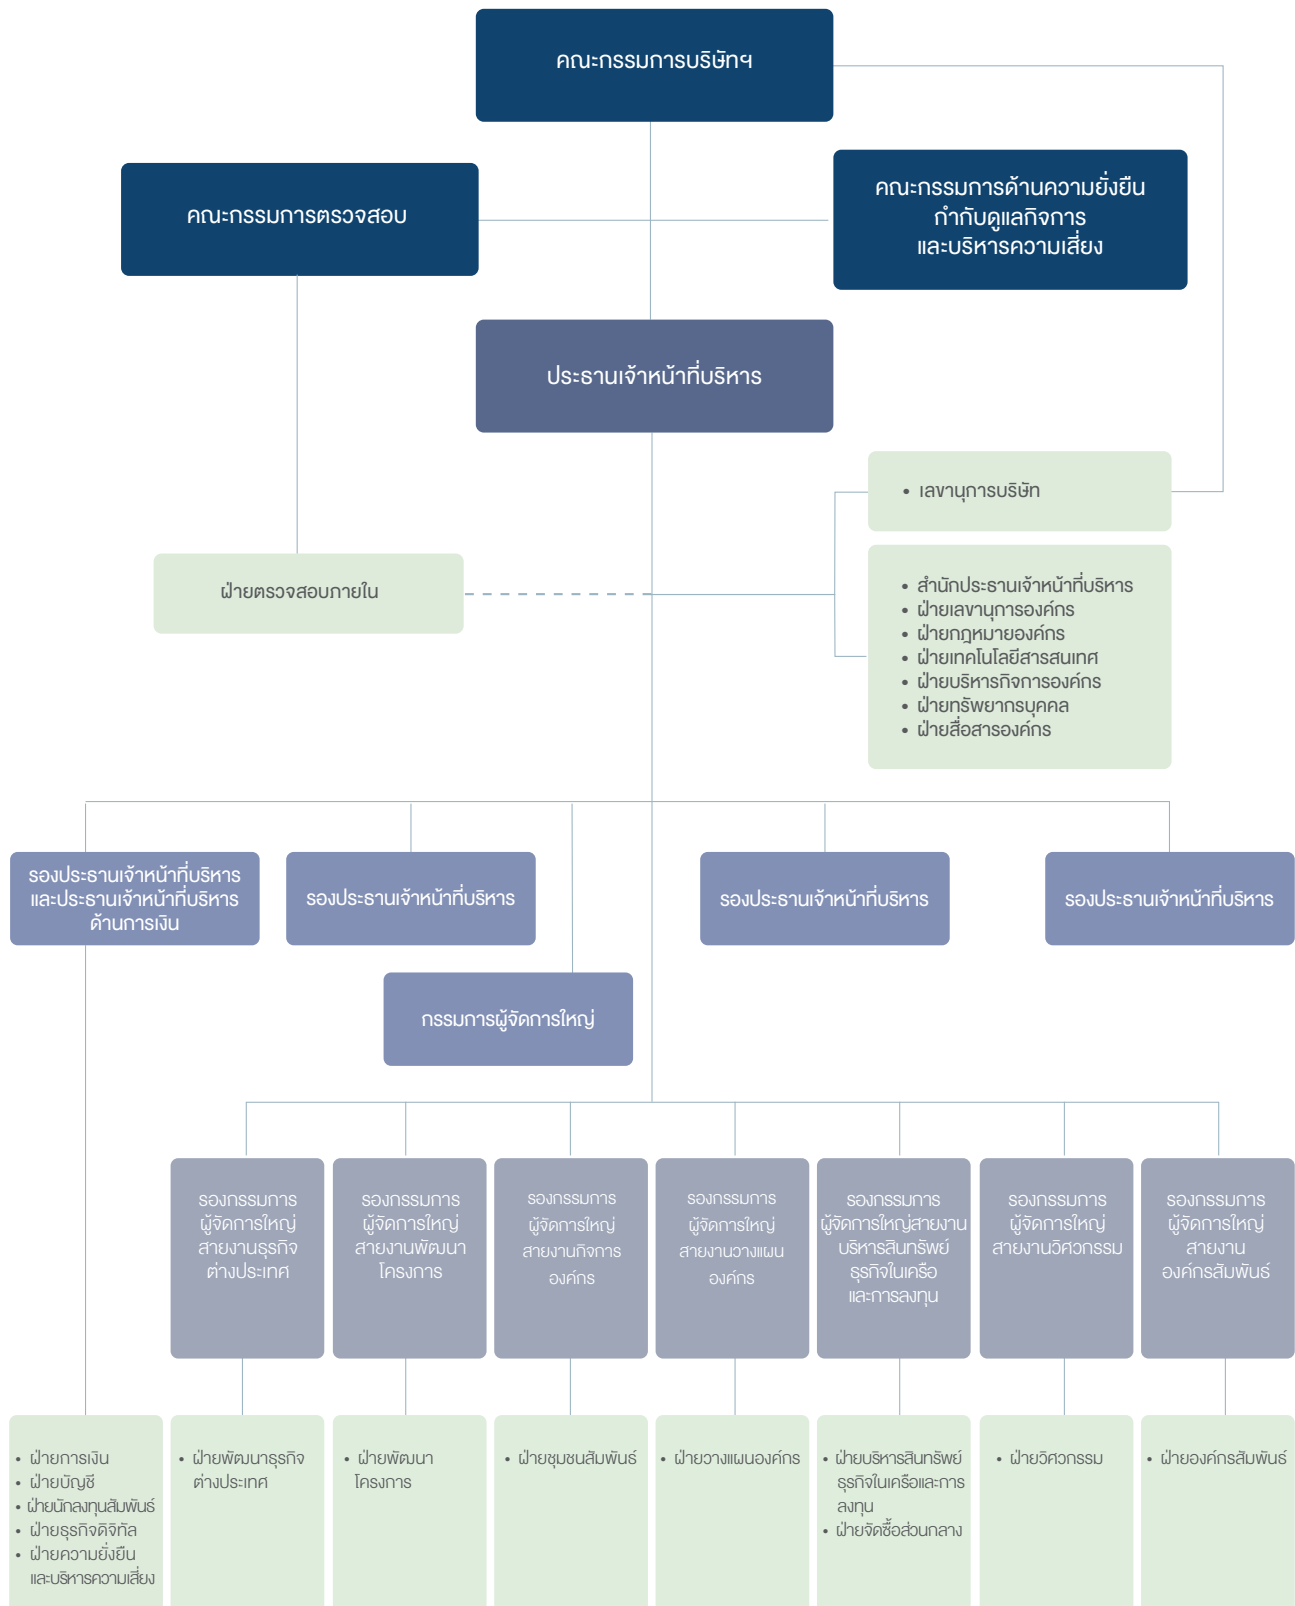 คณะกรรมการบริษัทฯ
คณะกรรมการตรวจสอบ
คณะกรรมการด้านความยั่งยืน
กำกับดูแลกิจการ
และบริหารความเสี่ยง
ประธานเจ้าหน้าที่บริหาร
• เลขานุการบริษัท
ฝ่ายตรวจสอบภายใน
• สำนักประธานเจ้าหน้าที่บริหาร
• ฝ่ายเลขานุการองค์กร
• ฝ่ายกฎหมายองค์กร
• ฝ่ายเทคโนโลยีสารสนเทศ
• ฝ่ายบริหารกิจการองค์กร
• ฝ่ายทรัพยากรบุคคล
• ฝ่ายสื่อสารองค์กร
รองประธานเจ้าหน้าที่บริหาร
และประธานเจ้าหน้าที่บริหาร
ด้านการเงิน
รองประธานเจ้าหน้าที่บริหาร
รองประธานเจ้าหน้าที่บริหาร
รองประธานเจ้าหน้าที่บริหาร
กรรมการผู้จัดการใหญ่
รองกรรมการ
ผู้จัดการใหญ่
สายงานธุรกิจ
ต่างประเทศ
รองกรรมการ
ผู้จัดการใหญ่
สายงานพัฒนา
โครงการ
รองกรรมการ
ผู้จัดการใหญ่
สายงานกิจการ
องค์กร
รองกรรมการ
ผู้จัดการใหญ่
สายงานวางแผน
องค์กร
รองกรรมการ
ผู้จัดการใหญ่สายงาน
บริหารสินทรัพย์
ธุรกิจในเครือ
และการลงทุน
รองกรรมการ
ผู้จัดการใหญ่
สายงานวิศวกรรม
รองกรรมการ
ผู้จัดการใหญ่
สายงาน
องค์กรสัมพันธ์
• ฝ่ายการเงิน
• ฝ่ายบัญชี
• ฝ่ายนักลงทุนสัมพันธ์
• ฝ่ายธุรกิจดิจิทัล
• ฝ่ายความยั่งยืน
และบริหารความเสี่ยง
• ฝ่ายพัฒนาธุรกิจ
ต่างประเทศ
• ฝ่ายพัฒนา
โครงการ
• ฝ่ายชุมชนสัมพันธ์
• ฝ่ายวางแผนองค์กร
• ฝ่ายบริหารสินทรัพย์
ธุรกิจในเครือและการ
ลงทุน
• ฝ่ายจัดซื้อส่วนกลาง
• ฝ่ายวิศวกรรม
• ฝ่ายองค์กรสัมพันธ์